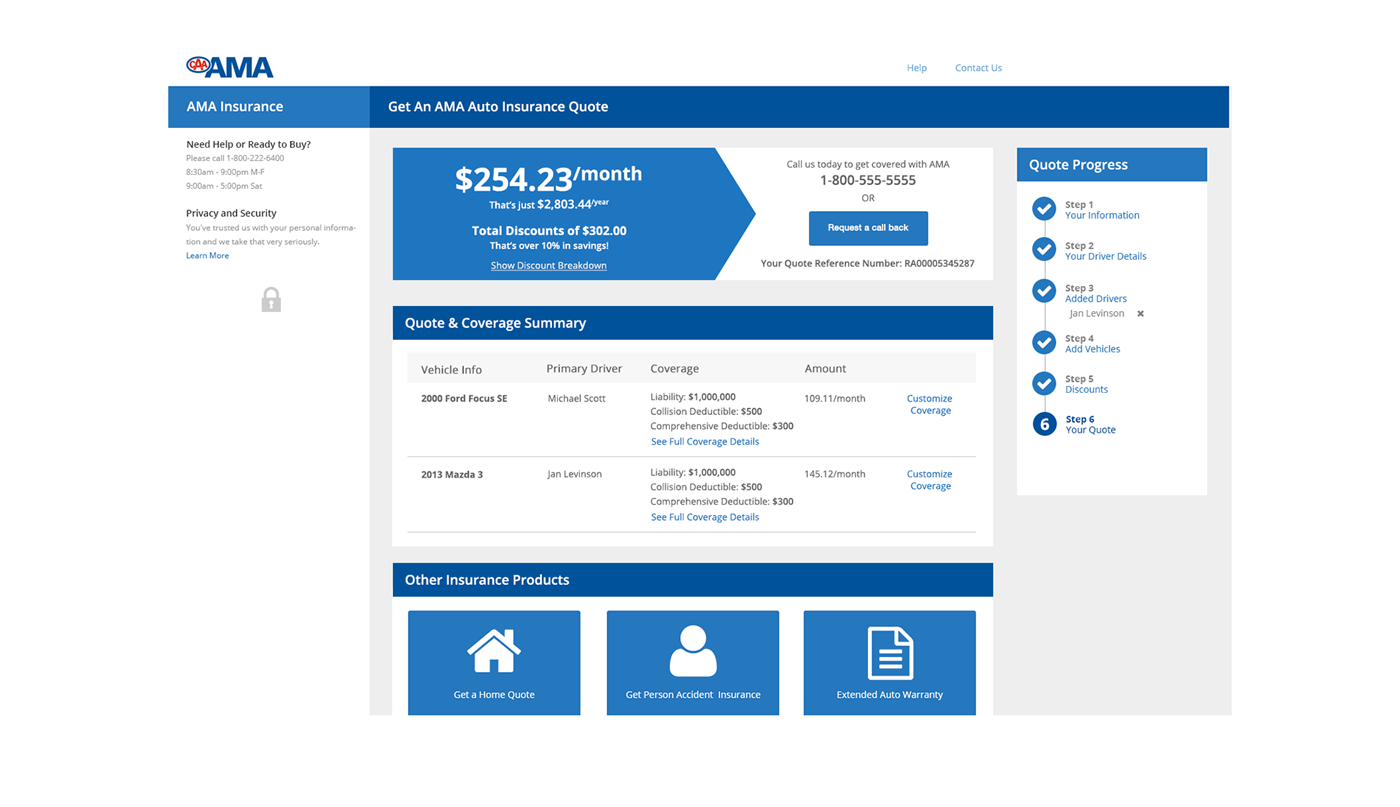 CAA AMA
Help Contact Us
AMA Insurance
Get An AMA Auto Insurance Quote
Need Help or Ready to Buy?
Please call 1-800-222-6400
8:30am - 9:00pm M-F
9:00am - 5:00pm Sat
Privacy and Security
You've trusted us with your personal informa-
tion and we take that very seriously.
Learn More
$254.23/month
That's just $2,803.44/year
Total Discounts of $302.00
That's over 10% in savings!
Show Discount Breakdown
Call us today to get covered with AMA
1-800-555-5555
OR
Request a call back
Your Quote Reference Number: RA00005345287
Quote & Coverage Summary
Vehicle Info Primary Driver Coverage Amount
2000 Ford Focus SE Michael Scott Liability: $1,000,000 109.11/month Customize
Collision Deductible: $500 Coverage
Comprehensive Deductible: $300
See Full Coverage Details
2013 Mazda 3 Jan Levinson Liability: $1,000,000 145.12/month Customize
Collision Deductible: $500 Coverage
Comprehensive Deductible: $300
See Full Coverage Details
Other Insurance Products
Get a Home Quote
Get Person Accident Insurance
Extended Auto Warranty
Quote Progress
Step 1
Your Information
Step 2
Your Driver Details
Step 3
Added Drivers
Jan Levinson
Step 4
Add Vehicles
Step 5
Discounts
6 Step 6
Your Quote